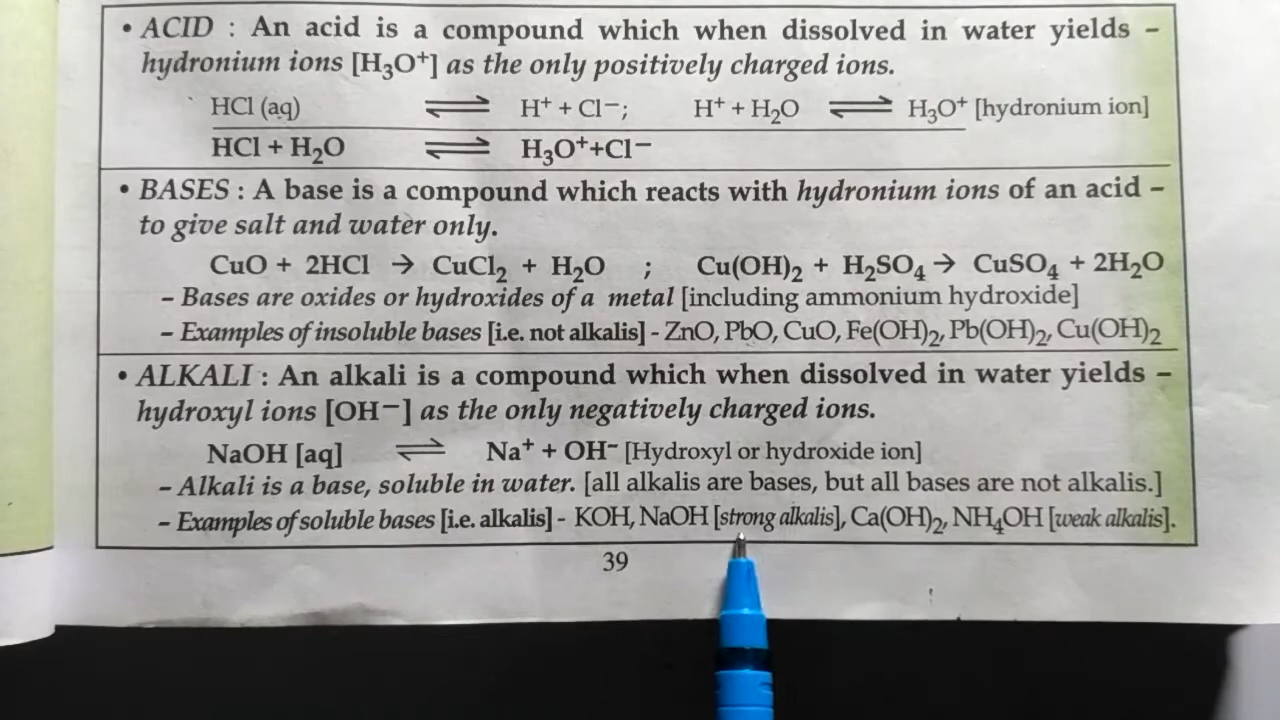 • ACID : An acid is a compound which when dissolved in water yields –
hydronium ions [H₃O⁺] as the only positively charged ions.
HCl (aq) ⇌ H⁺ + Cl⁻; H⁺ + H₂O ⇌ H₃O⁺ [hydronium ion]
HCl + H₂O ⇌ H₃O⁺+Cl⁻
• BASES : A base is a compound which reacts with hydronium ions of an acid –
to give salt and water only.
CuO + 2HCl → CuCl₂ + H₂O ; Cu(OH)₂ + H₂SO₄ → CuSO₄ + 2H₂O
– Bases are oxides or hydroxides of a metal [including ammonium hydroxide]
– Examples of insoluble bases [i.e. not alkalis] - ZnO, PbO, CuO, Fe(OH)₂, Pb(OH)₂, Cu(OH)₂
• ALKALI : An alkali is a compound which when dissolved in water yields –
hydroxyl ions [OH⁻] as the only negatively charged ions.
NaOH [aq] ⇌ Na⁺ + OH⁻ [Hydroxyl or hydroxide ion]
– Alkali is a base, soluble in water. [all alkalis are bases, but all bases are not alkalis.]
– Examples of soluble bases [i.e. alkalis] - KOH, NaOH [strong alkalis], Ca(OH)₂, NH₄OH [weak alkalis].
39